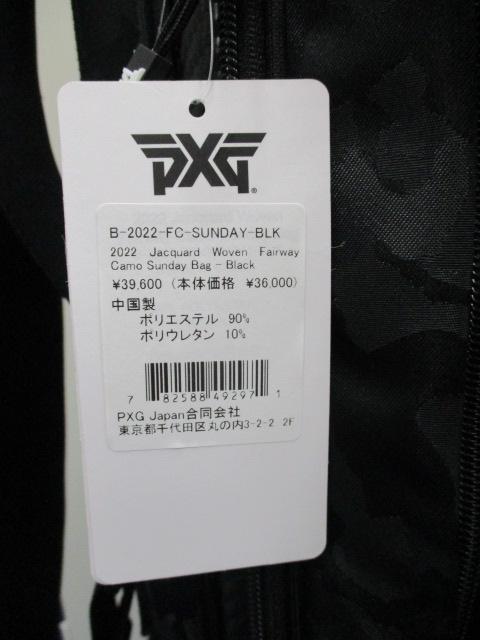 PXG
B-2022-FC-SUNDAY-BLK
2022 Jacquard Woven Fairway
Camo Sunday Bag - Black
¥39,600 (本体価格 ¥36,000)
中国製
ポリエステル 90%
ポリウレタン 10%
7 82588 49297 1
PXG Japan合同会社
東京都千代田区丸の内3-2-2 2F